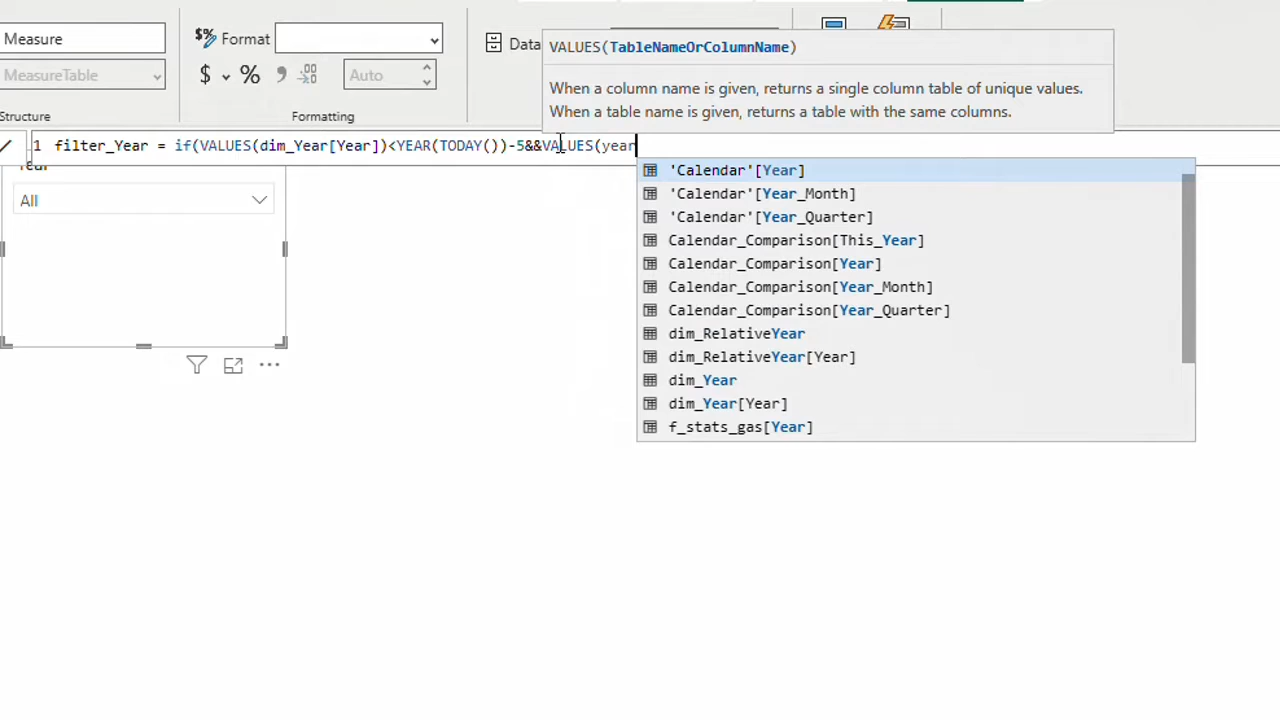 Measure
MeasureTable
Structure
Format
$ % 9 .00
Auto
Formatting
Data
VALUES(TableNameOrColumnName)
When a column name is given, returns a single column table of unique values.
When a table name is given, returns a table with the same columns.
1 filter_Year = if(VALUES(dim_Year[Year])<YEAR(TODAY())-5&&VALUES(year
Year
All
'Calendar'[Year]
'Calendar'[Year_Month]
'Calendar'[Year_Quarter]
Calendar_Comparison[This_Year]
Calendar_Comparison[Year]
Calendar_Comparison[Year_Month]
Calendar_Comparison[Year_Quarter]
dim_RelativeYear
dim_RelativeYear[Year]
dim_Year
dim_Year[Year]
f_stats_gas[Year]